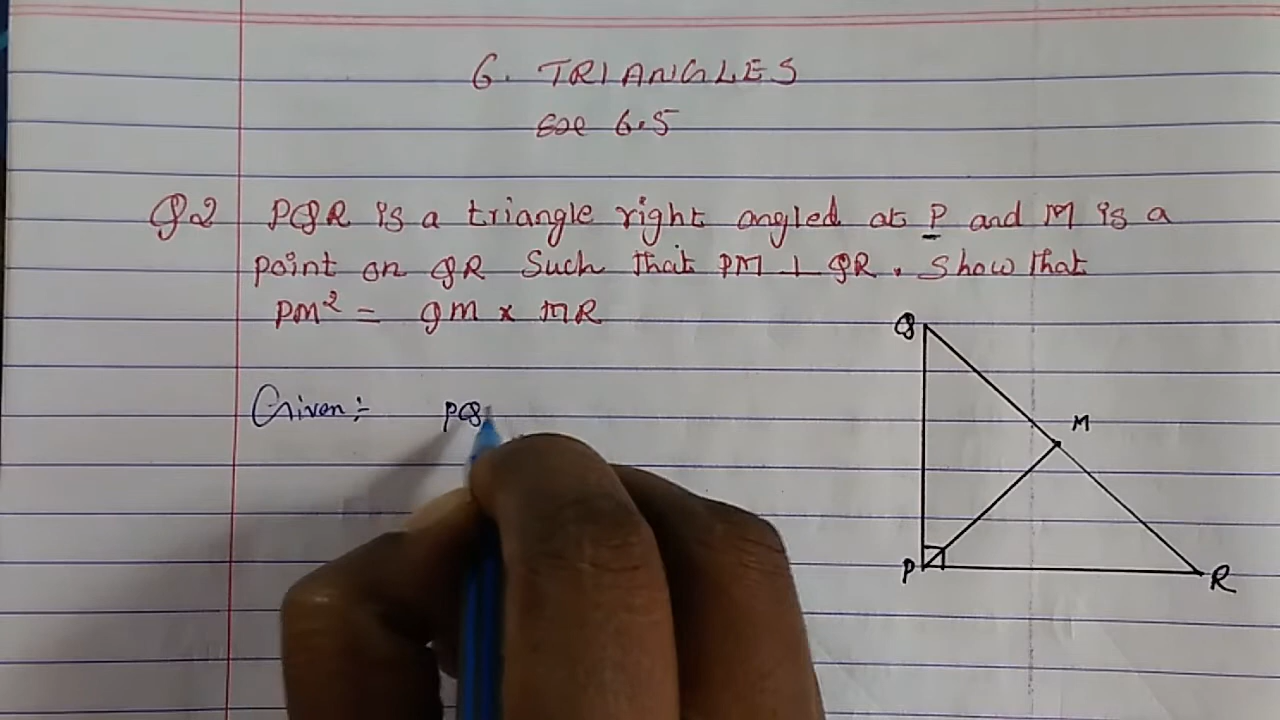 6. TRIANGLES
exe 6.5
Q2 PQR is a triangle right angled at P and M is a
point on QR Such that PM ⊥ QR. Show that
PM² = QM × MR
Given :- PQ
Q
M
P
R